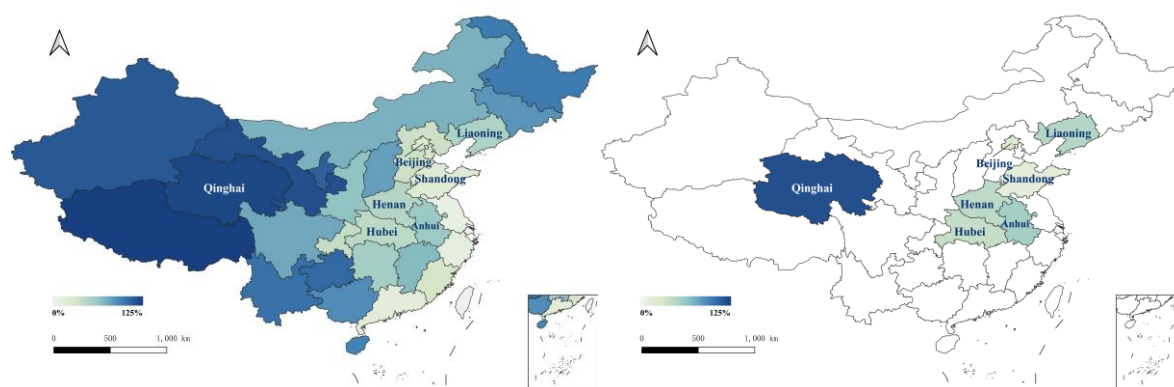 Liaoning
Beijing
Shandong
Qinghai
Henan
Anhui
Hubei
0% 125%
0 500 1,000 km
Liaoning
Beijing
Shandong
Qinghai
Henan
Anhui
Hubei
0% 125%
0 500 1,000 km